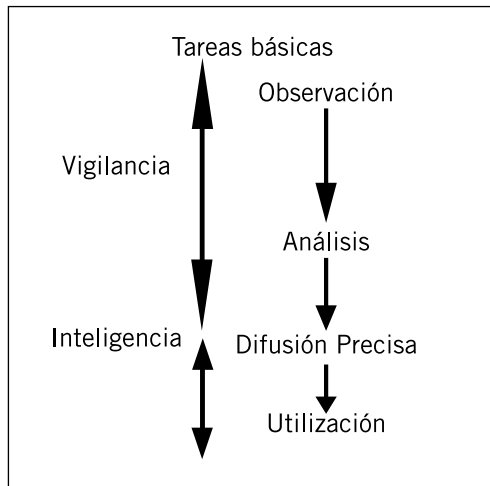 Tareas básicas
Observación
Vigilancia
Análisis
Inteligencia
Difusión Precisa
Utilización